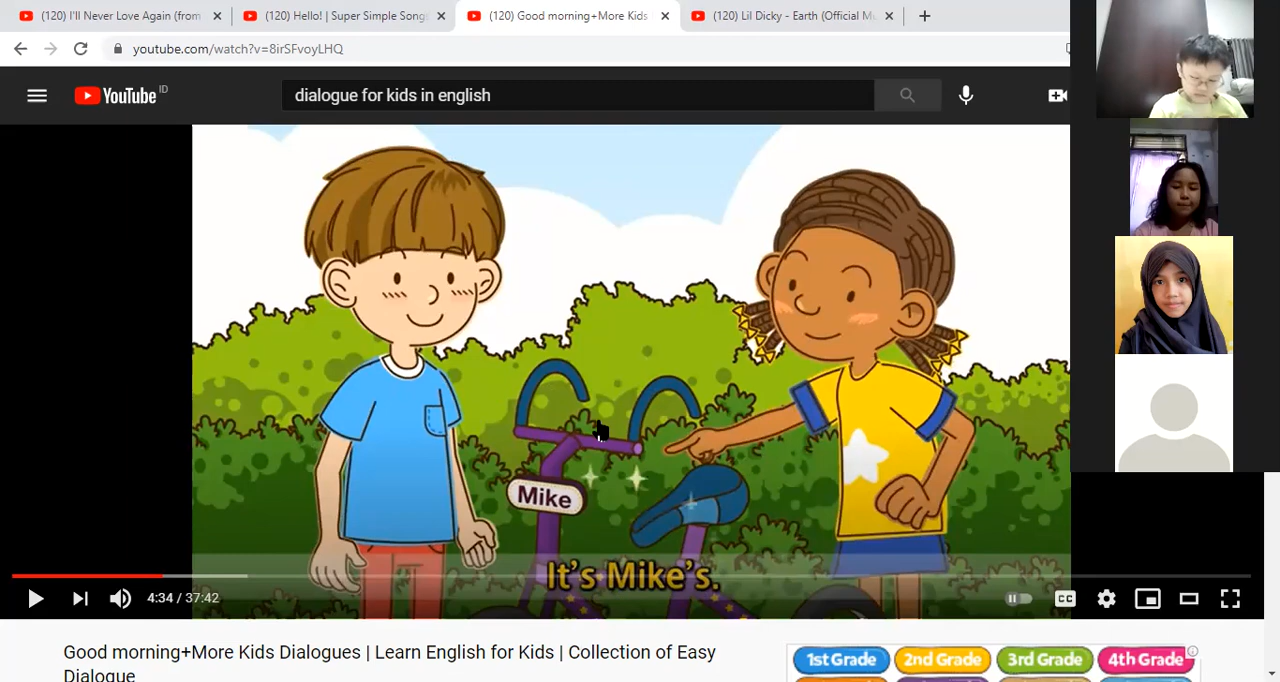 (120) I'll Never Love Again (from
(120) Hello! | Super Simple Songs
(120) Good morning+More Kids
(120) Lil Dicky - Earth (Official Mu
youtube.com/watch?v=8irSFvoyLHQ
YouTube ID
dialogue for kids in english
Mike
It's Mike's.
4:34 / 37:42
CC
Good morning+More Kids Dialogues | Learn English for Kids | Collection of Easy
Dialogue
1st Grade
2nd Grade
3rd Grade
4th Grade